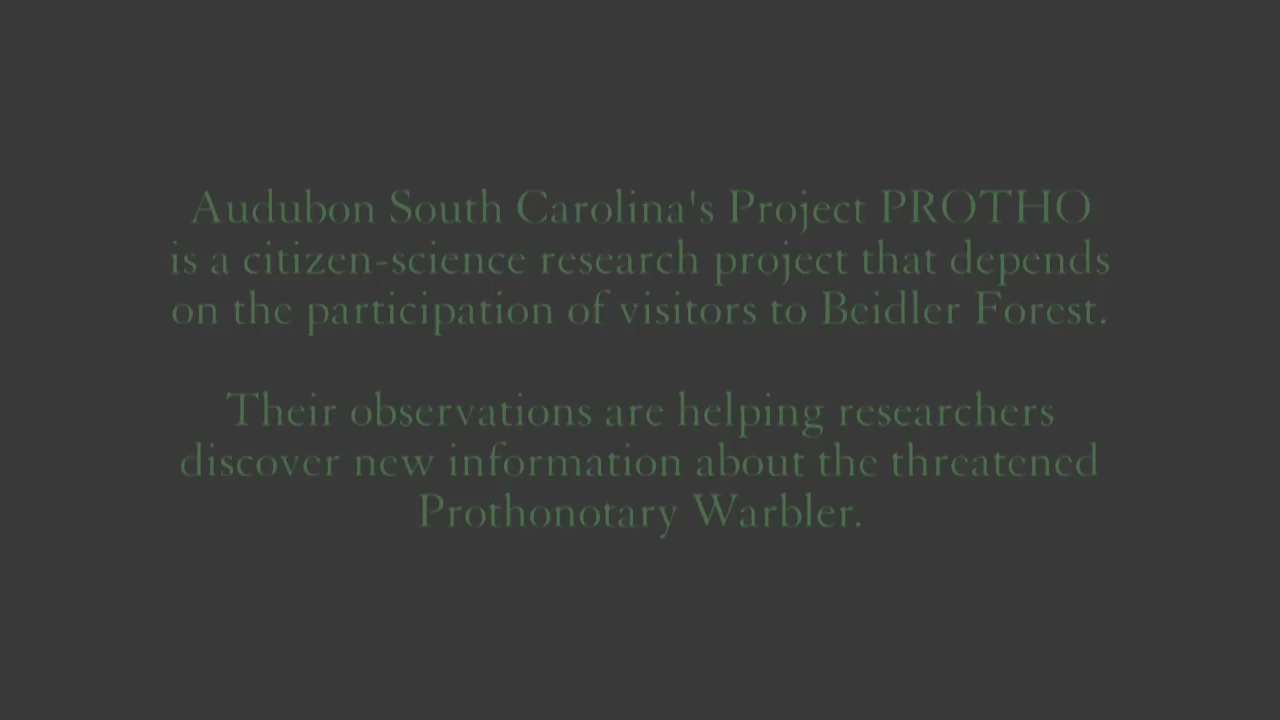 Audubon South Carolina's Project PROTHO
is a citizen-science research project that depends
on the participation of visitors to Beidler Forest.
Their observations are helping researchers
discover new information about the threatened
Prothonotary Warbler.